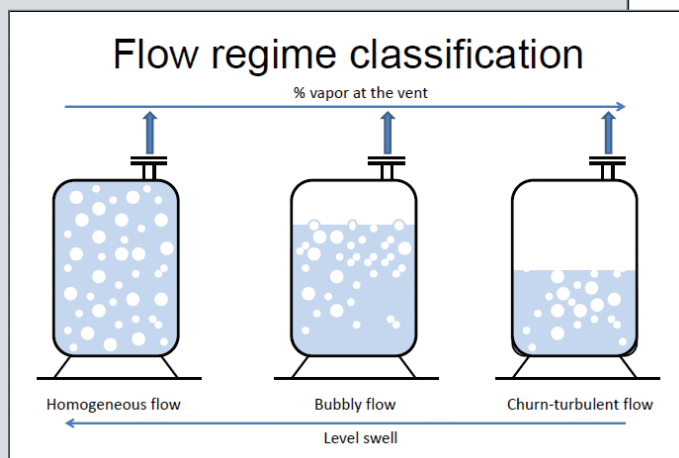 Flow regime classification
% vapor at the vent
Homogeneous flow
Bubbly flow
Churn-turbulent flow
Level swell